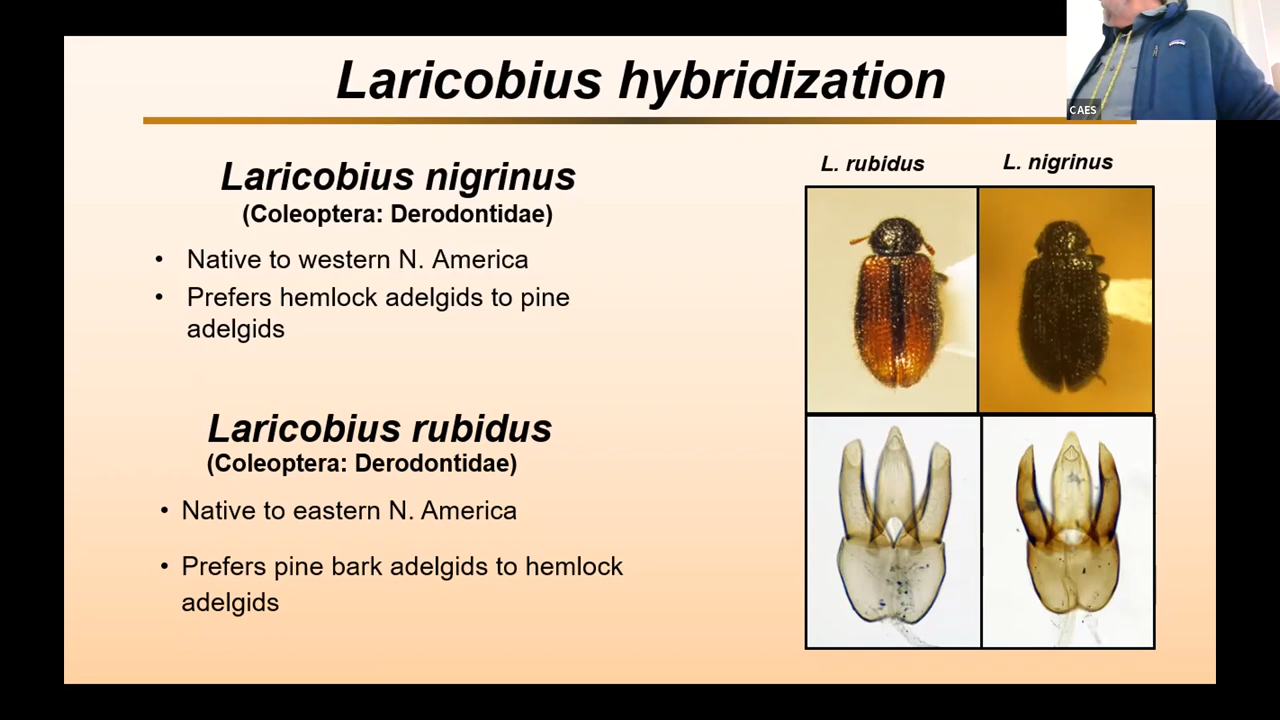 Laricobius hybridization
CAES
Laricobius nigrinus
(Coleoptera: Derodontidae)
• Native to western N. America
• Prefers hemlock adelgids to pine
adelgids
L. rubidus
L. nigrinus
Laricobius rubidus
(Coleoptera: Derodontidae)
• Native to eastern N. America
• Prefers pine bark adelgids to hemlock
adelgids